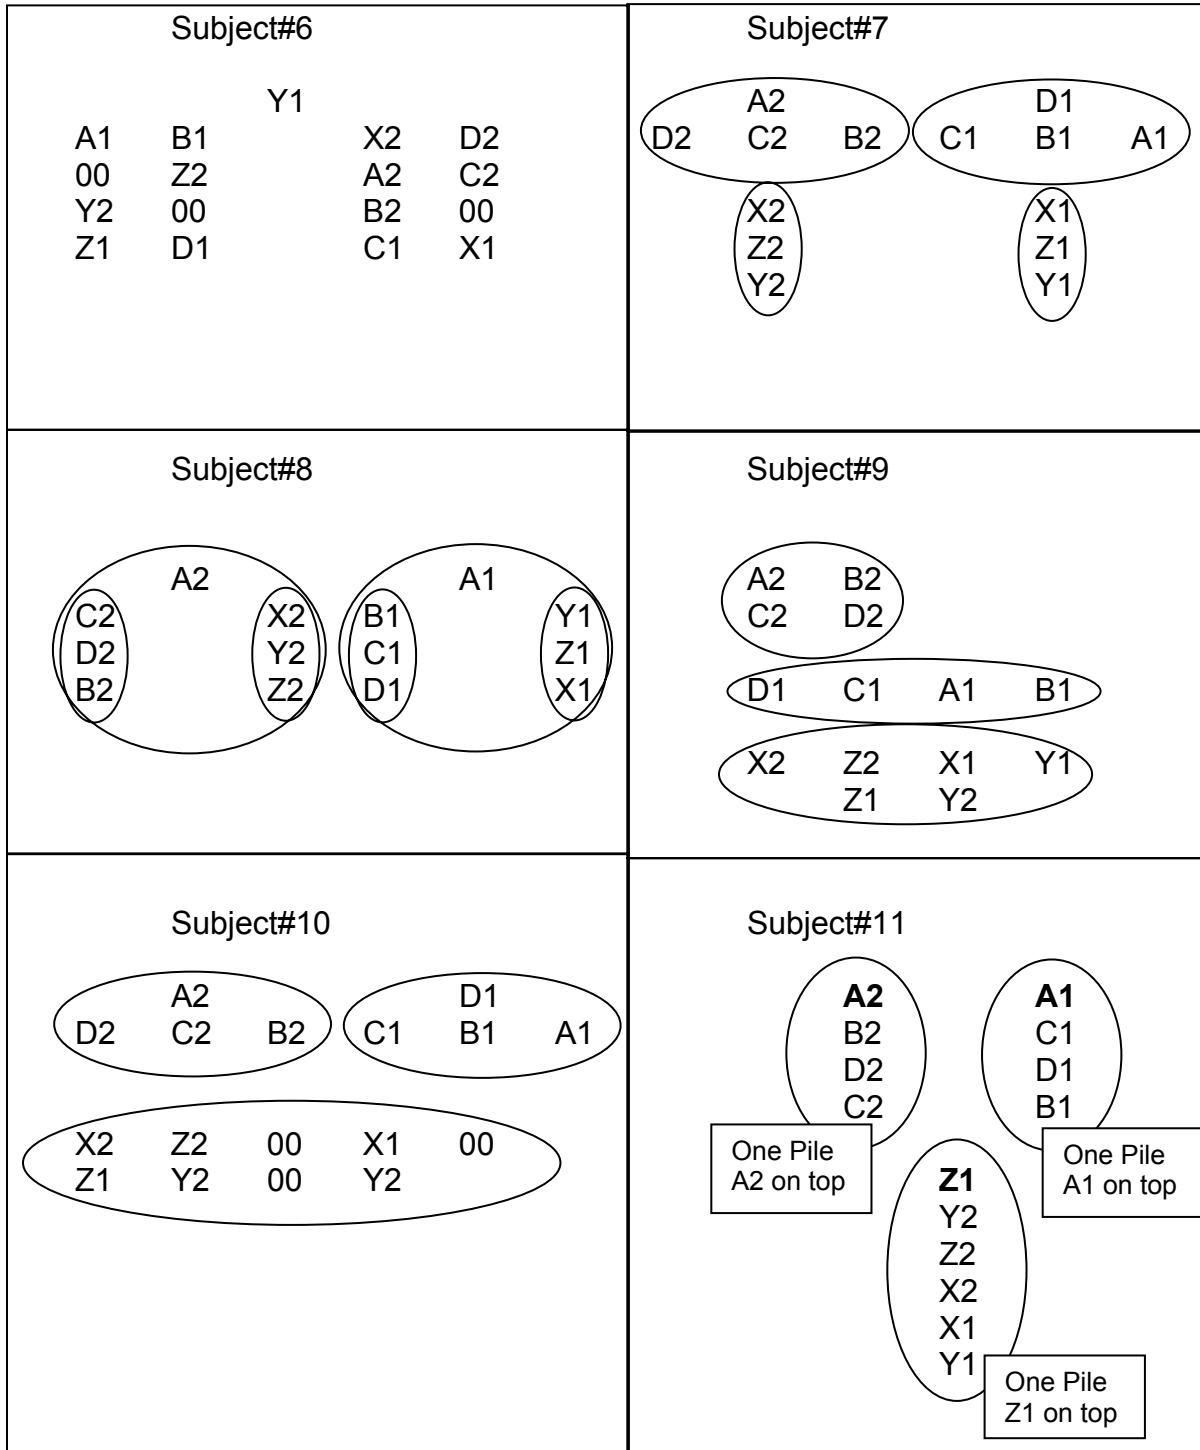 Subject#6
Y1
A1 B1 X2 D2
00 Z2 A2 C2
Y2 00 B2 00
Z1 D1 C1 X1
Subject#7
A2 D1
D2 C2 B2 C1 B1 A1
X2 X1
Z2 Z1
Y2 Y1
Subject#8
A2 A1
C2 X2 B1 Y1
D2 Y2 C1 Z1
B2 Z2 D1 X1
Subject#9
A2 B2
C2 D2
D1 C1 A1 B1
X2 Z2 X1 Y1
Z1 Y2
Subject#10
A2 D1
D2 C2 B2 C1 B1 A1
X2 Z2 00 X1 00
Z1 Y2 00 Y2
Subject#11
A2 A1
B2 C1
D2 D1
C2 B1
One Pile
A2 on top
One Pile
A1 on top
Z1
Y2
Z2
X2
X1
Y1
One Pile
Z1 on top